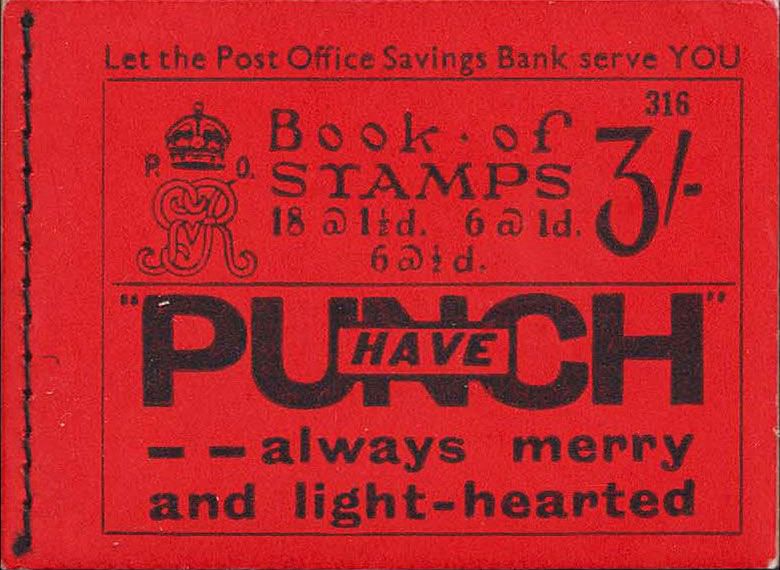 Let the Post Office Savings Bank serve YOU
316
P. O.
Book · of
STAMPS
3/-
18 @ 1½d. 6 @ 1d.
6 @ ½d.
"PUNCH"
HAVE
– – always merry
and light-hearted